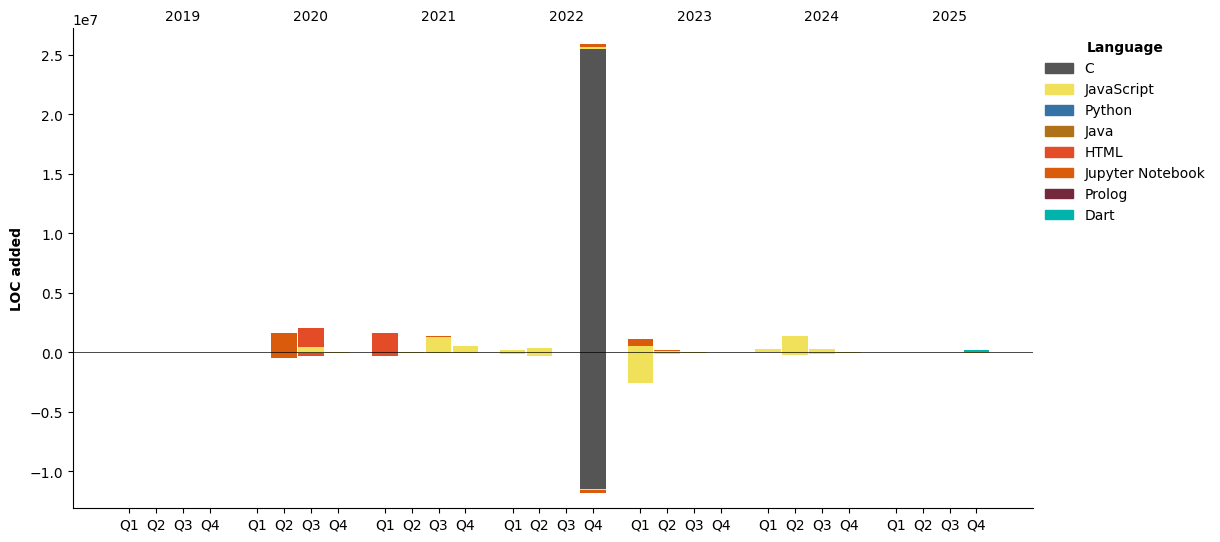 1e7
2019 2020 2021 2022 2023 2024 2025
2.5
2.0
1.5
1.0
0.5
0.0
−0.5
−1.0
LOC added
Q1 Q2 Q3 Q4 Q1 Q2 Q3 Q4 Q1 Q2 Q3 Q4 Q1 Q2 Q3 Q4 Q1 Q2 Q3 Q4 Q1 Q2 Q3 Q4 Q1 Q2 Q3 Q4
Language
C
JavaScript
Python
Java
HTML
Jupyter Notebook
Prolog
Dart